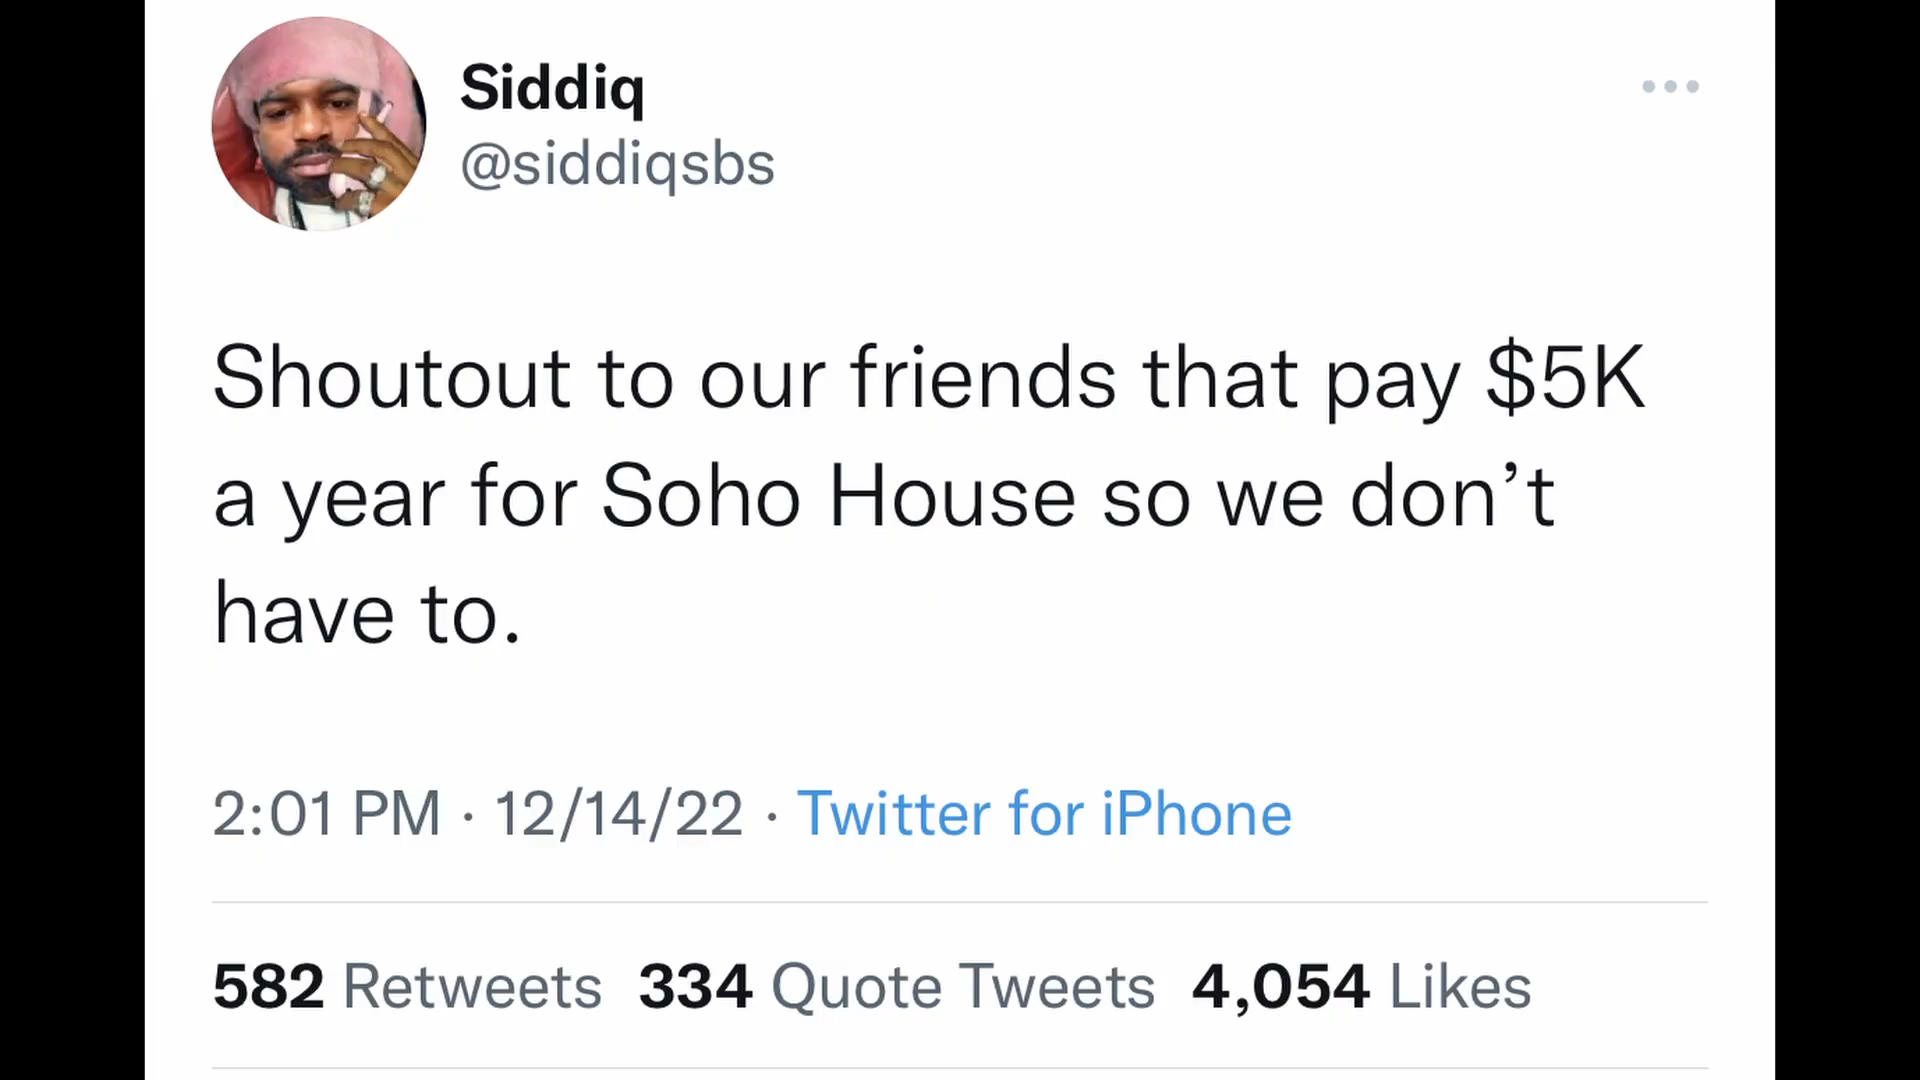 Siddiq
@siddiqsbs
Shoutout to our friends that pay $5K
a year for Soho House so we don’t
have to.
2:01 PM · 12/14/22 · Twitter for iPhone
582 Retweets 334 Quote Tweets 4,054 Likes